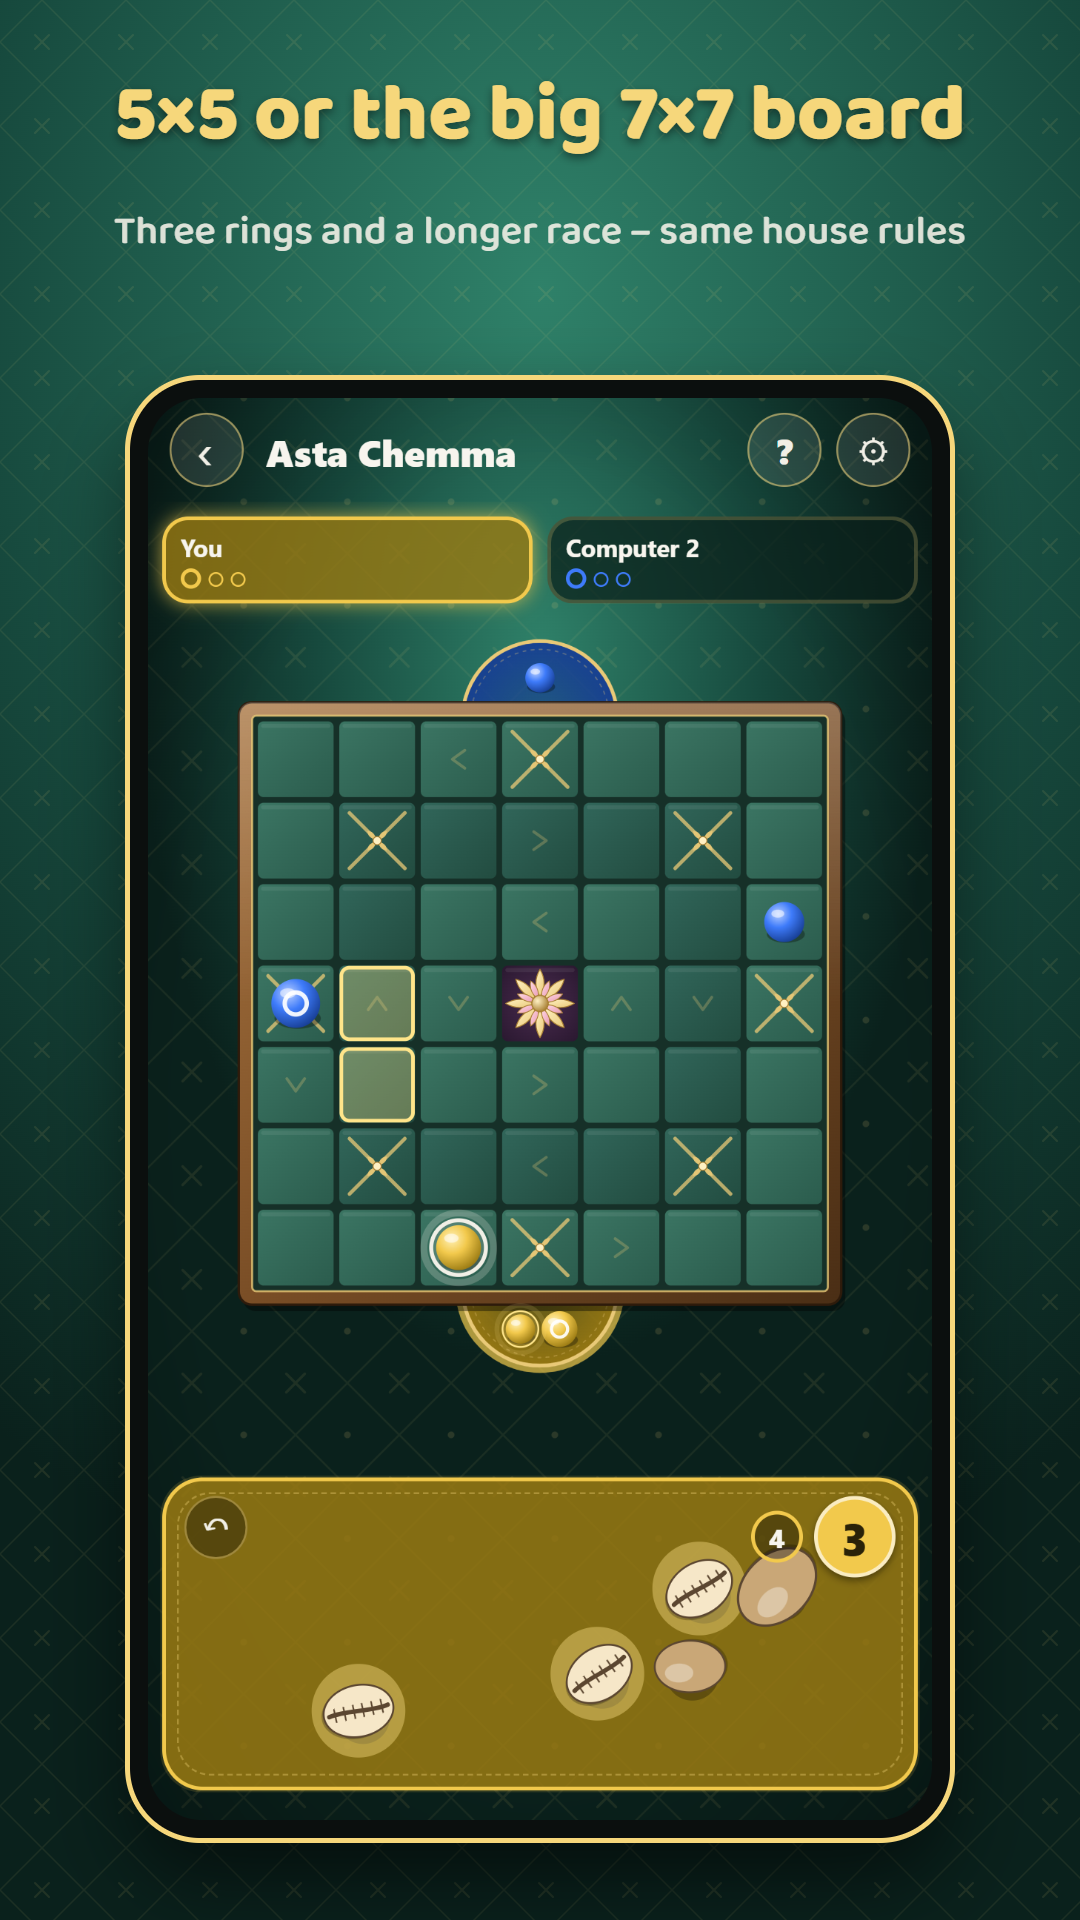 5×5 or the big 7×7 board
Three rings and a longer race – same house rules
‹ Asta Chemma ?
You
Computer 2
4
3